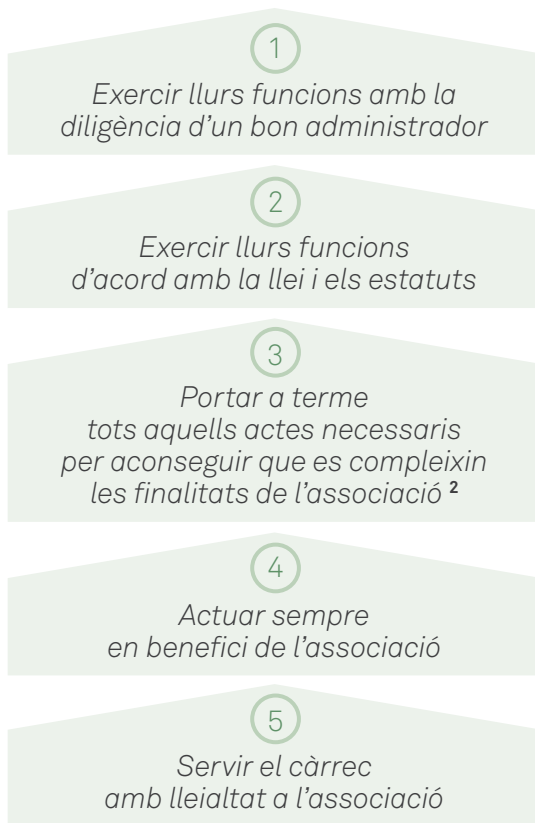 1
Exercir llurs funcions amb la
diligència d’un bon administrador
2
Exercir llurs funcions
d’acord amb la llei i els estatuts
3
Portar a terme
tots aquells actes necessaris
per aconseguir que es compleixin
les finalitats de l’associació ²
4
Actuar sempre
en benefici de l’associació
5
Servir el càrrec
amb lleialtat a l’associació